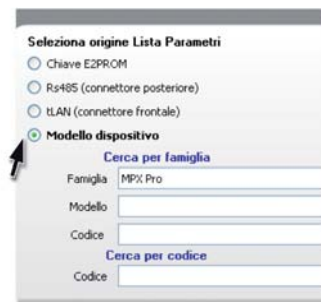 Seleziona origine Lista Parametri
Chiave E2PROM
Rs485 (connettore posteriore)
tLAN (connettore frontale)
Modello dispositivo
Cerca per famiglia
Famiglia MPX Pro
Modello
Codice
Cerca per codice
Codice